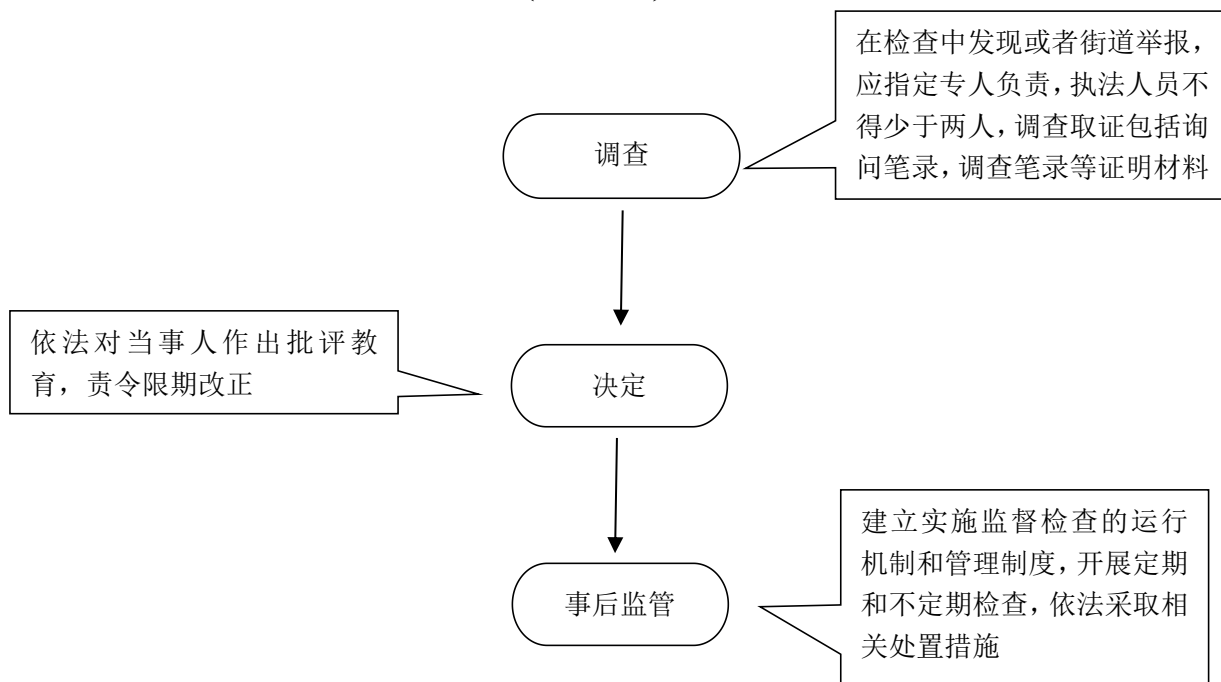 在检查中发现或者街道举报，
应指定专人负责，执法人员不
得少于两人，调查取证包括询
问笔录，调查笔录等证明材料
调查
依法对当事人作出批评教
育，责令限期改正
决定
建立实施监督检查的运行
机制和管理制度，开展定期
和不定期检查，依法采取相
关处置措施
事后监管